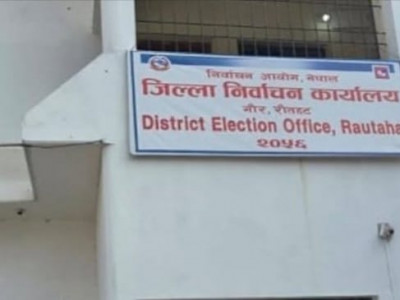 निर्वाचन आयोग, नेपाल
जिल्ला निर्वाचन कार्यालय
गौर, रौतहट
District Election Office, Rautaha
२०५६